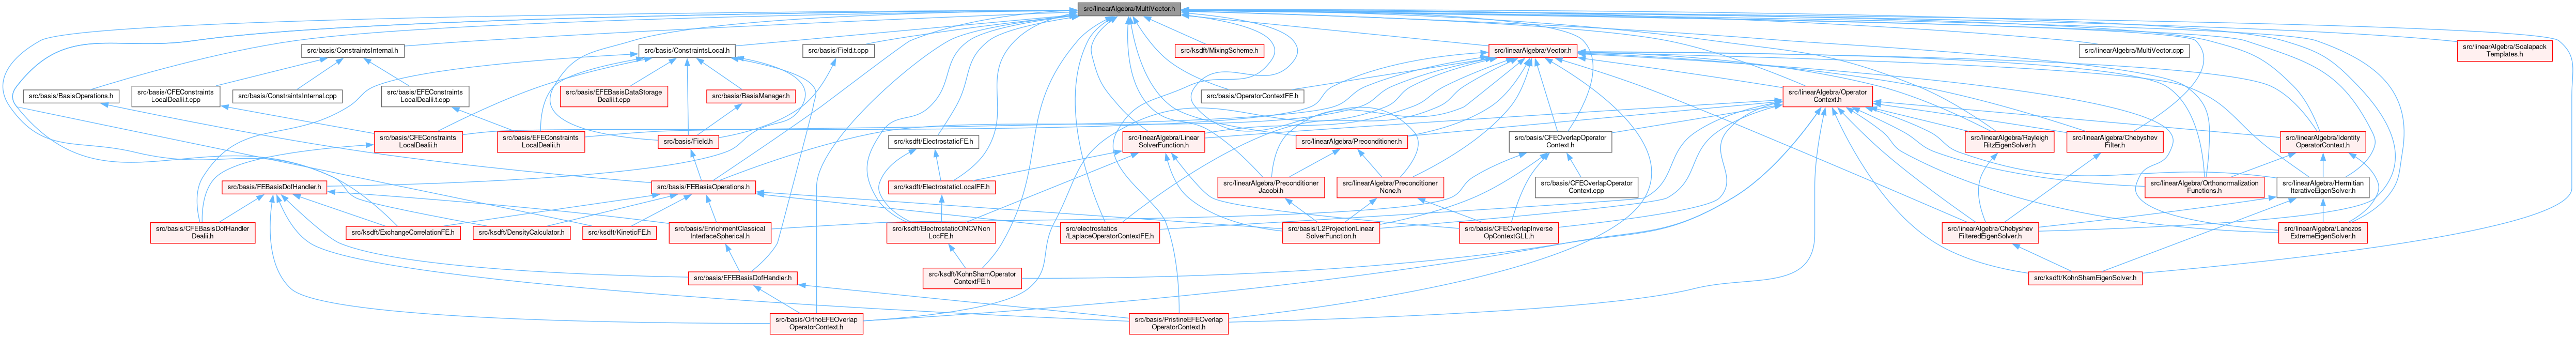 src/linearAlgebra/MultiVector.h
src/basis/ConstraintsInternal.h
src/basis/ConstraintsLocal.h
src/basis/Field.t.cpp
src/ksdft/MixingScheme.h
src/linearAlgebra/Vector.h
src/linearAlgebra/MultiVector.cpp
src/linearAlgebra/Scalapack
Templates.h
src/basis/BasisOperations.h
src/basis/CFEConstraints
LocalDealii.t.cpp
src/basis/ConstraintsInternal.cpp
src/basis/EFEConstraints
LocalDealii.t.cpp
src/basis/EFEBasisDataStorage
Dealii.t.cpp
src/basis/BasisManager.h
src/basis/OperatorContextFE.h
src/linearAlgebra/Operator
Context.h
src/basis/CFEConstraints
LocalDealii.h
src/basis/EFEConstraints
LocalDealii.h
src/basis/Field.h
src/ksdft/ElectrostaticFE.h
src/linearAlgebra/Linear
SolverFunction.h
src/linearAlgebra/Preconditioner.h
src/basis/CFEOverlapOperator
Context.h
src/linearAlgebra/Rayleigh
RitzEigenSolver.h
src/linearAlgebra/Chebyshev
Filter.h
src/linearAlgebra/Identity
OperatorContext.h
src/basis/FEBasisDofHandler.h
src/basis/FEBasisOperations.h
src/ksdft/ElectrostaticLocalFE.h
src/linearAlgebra/Preconditioner
Jacobi.h
src/linearAlgebra/Preconditioner
None.h
src/basis/CFEOverlapOperator
Context.cpp
src/linearAlgebra/Orthonormalization
Functions.h
src/linearAlgebra/Hermitian
IterativeEigenSolver.h
src/basis/CFEBasisDofHandler
Dealii.h
src/ksdft/ExchangeCorrelationFE.h
src/ksdft/DensityCalculator.h
src/ksdft/KineticFE.h
src/basis/EnrichmentClassical
InterfaceSpherical.h
src/ksdft/ElectrostaticONCVNon
LocFE.h
src/electrostatics
/LaplaceOperatorContextFE.h
src/basis/L2ProjectionLinear
SolverFunction.h
src/basis/CFEOverlapInverse
OpContextGLL.h
src/linearAlgebra/Chebyshev
FilteredEigenSolver.h
src/linearAlgebra/Lanczos
ExtremeEigenSolver.h
src/basis/EFEBasisDofHandler.h
src/ksdft/KohnShamOperator
ContextFE.h
src/ksdft/KohnShamEigenSolver.h
src/basis/OrthoEFEOverlap
OperatorContext.h
src/basis/PristineEFEOverlap
OperatorContext.h